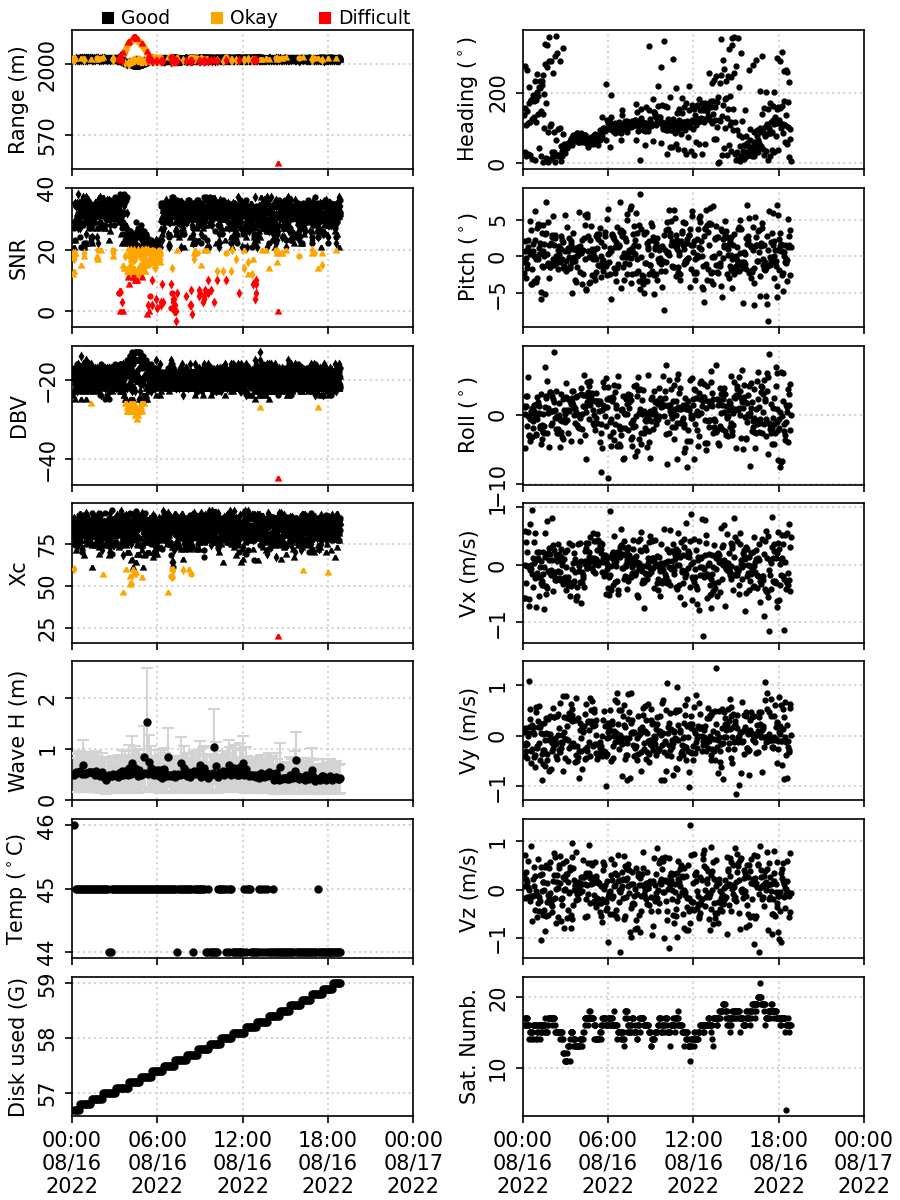 Good Okay Difficult
Range (m)
2000
570
Heading (°)
200
0
SNR
40
20
0
Pitch (°)
5
0
−5
DBV
−20
−40
Roll (°)
0
−10
Xc
75
50
25
Vx (m/s)
1
0
−1
Wave H (m)
2
1
0
Vy (m/s)
1
0
−1
Temp (°C)
46
45
44
Vz (m/s)
1
0
−1
Disk used (G)
59
58
57
Sat. Numb.
20
10
00:00 06:00 12:00 18:00 00:00
08/16 08/16 08/16 08/16 08/17
2022 2022 2022 2022 2022
00:00 06:00 12:00 18:00 00:00
08/16 08/16 08/16 08/16 08/17
2022 2022 2022 2022 2022